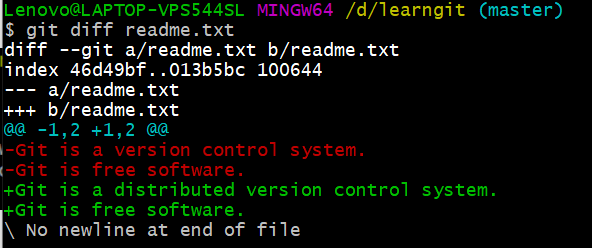 Lenovo@LAPTOP-VPS544SL MINGW64 /d/learngit (master)
$ git diff readme.txt
diff --git a/readme.txt b/readme.txt
index 46d49bf..013b5bc 100644
--- a/readme.txt
+++ b/readme.txt
@@ -1,2 +1,2 @@
-Git is a version control system.
-Git is free software.
+Git is a distributed version control system.
+Git is free software.
\ No newline at end of file